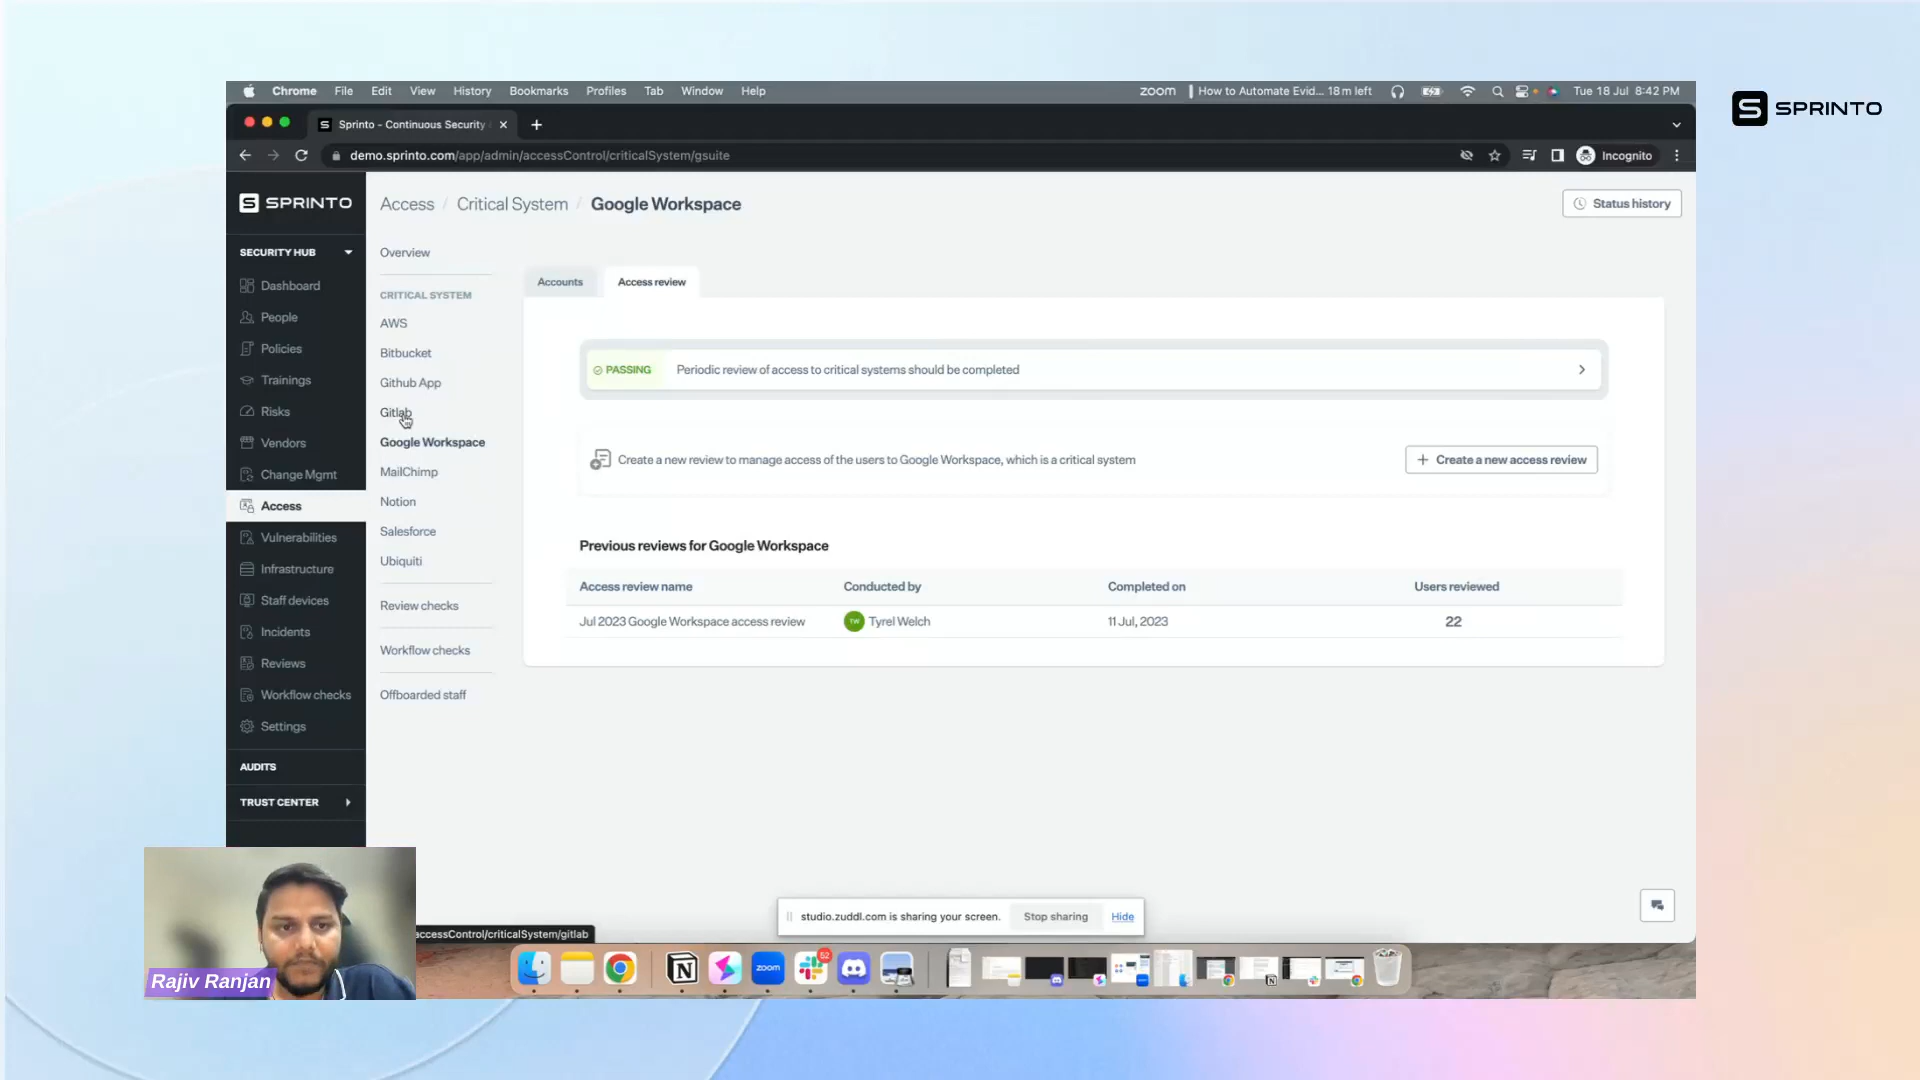 Chrome File Edit View History Bookmarks Profiles Tab Window Help
zoom How to Automate Evid... 18 m left Tue 18 Jul 8:42 PM
Sprinto - Continuous Security
demo.sprinto.com/app/admin/accessControl/criticalSystem/gsuite
Incognito
SPRINTO
SPRINTO
SECURITY HUB
Dashboard
People
Policies
Trainings
Risks
Vendors
Change Mgmt
Access
Vulnerabilities
Infrastructure
Staff devices
Incidents
Reviews
Workflow checks
Settings
AUDITS
TRUST CENTER
Access / Critical System / Google Workspace
Status history
Overview
CRITICAL SYSTEM
AWS
Bitbucket
Github App
Gitlab
Google Workspace
MailChimp
Notion
Salesforce
Ubiquiti
Review checks
Workflow checks
Offboarded staff
Accounts
Access review
PASSING Periodic review of access to critical systems should be completed
Create a new review to manage access of the users to Google Workspace, which is a critical system
+ Create a new access review
Previous reviews for Google Workspace
Access review name Conducted by Completed on Users reviewed
Jul 2023 Google Workspace access review TW Tyrel Welch 11 Jul, 2023 22
studio.zuddl.com is sharing your screen. Stop sharing Hide
accessControl/criticalSystem/gitlab
Rajiv Ranjan
zoom
52